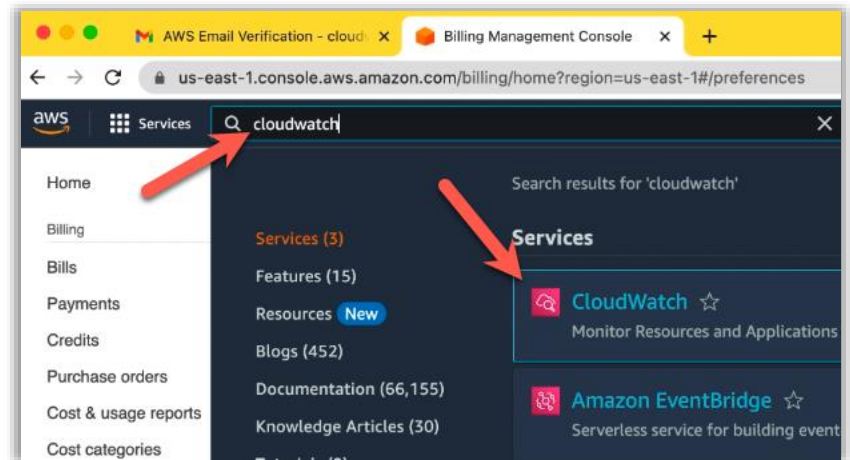 AWS Email Verification - cloud
Billing Management Console
us-east-1.console.aws.amazon.com/billing/home?region=us-east-1#/preferences
aws
Services
cloudwatch
Home
Billing
Bills
Payments
Credits
Purchase orders
Cost & usage reports
Cost categories
Services (3)
Features (15)
Resources New
Blogs (452)
Documentation (66,155)
Knowledge Articles (30)
Search results for 'cloudwatch'
Services
CloudWatch
Monitor Resources and Applications
Amazon EventBridge
Serverless service for building event